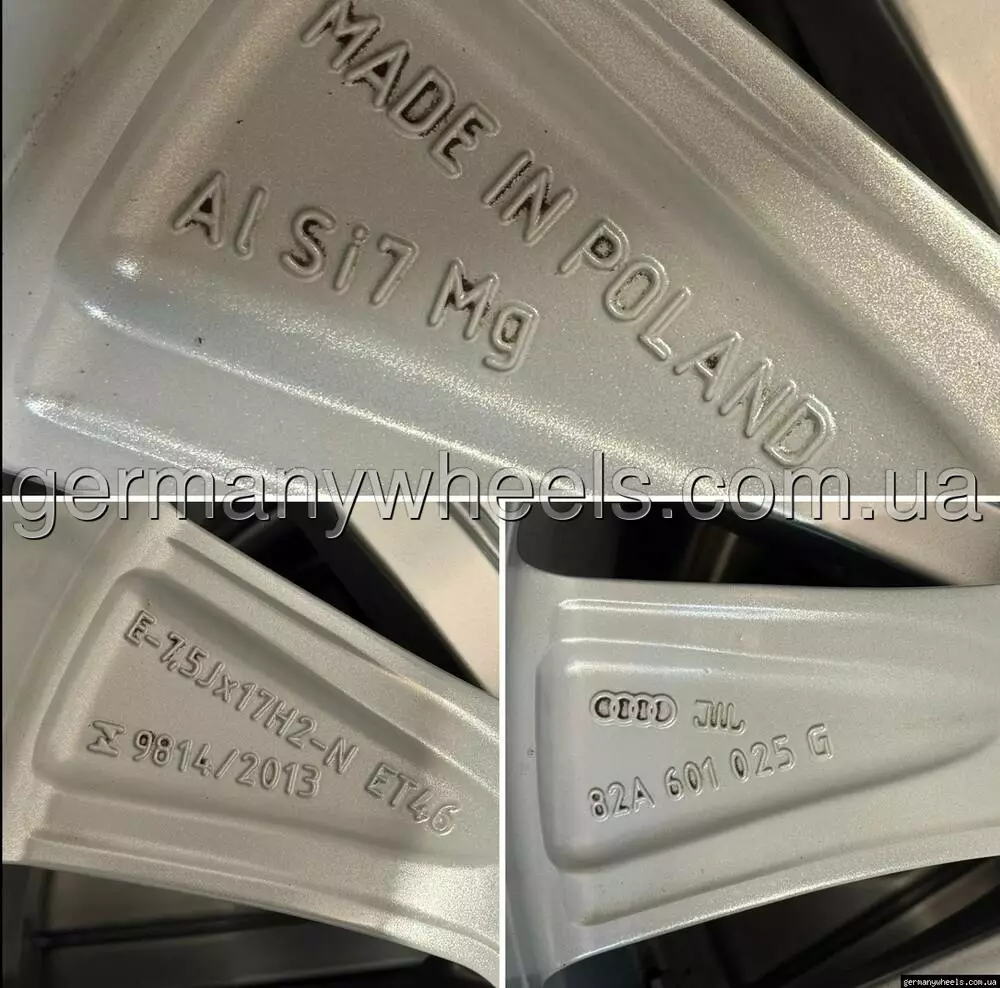 MADE IN POLAND
Al Si7 Mg
germanywheels.com.ua
E-7,5Jx17H2-N ET46
9814/2013
82A 601 025 G
germanywheels.com.ua